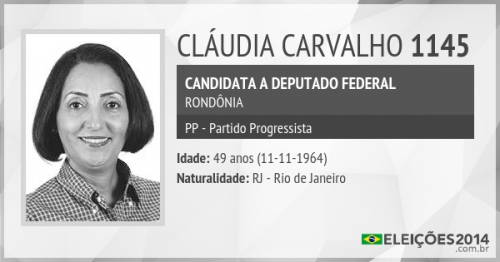 CLÁUDIA CARVALHO 1145
CANDIDATA A DEPUTADO FEDERAL
RONDÔNIA
PP - Partido Progressista
Idade: 49 anos (11-11-1964)
Naturalidade: RJ - Rio de Janeiro
ELEIÇÕES2014
.com.br